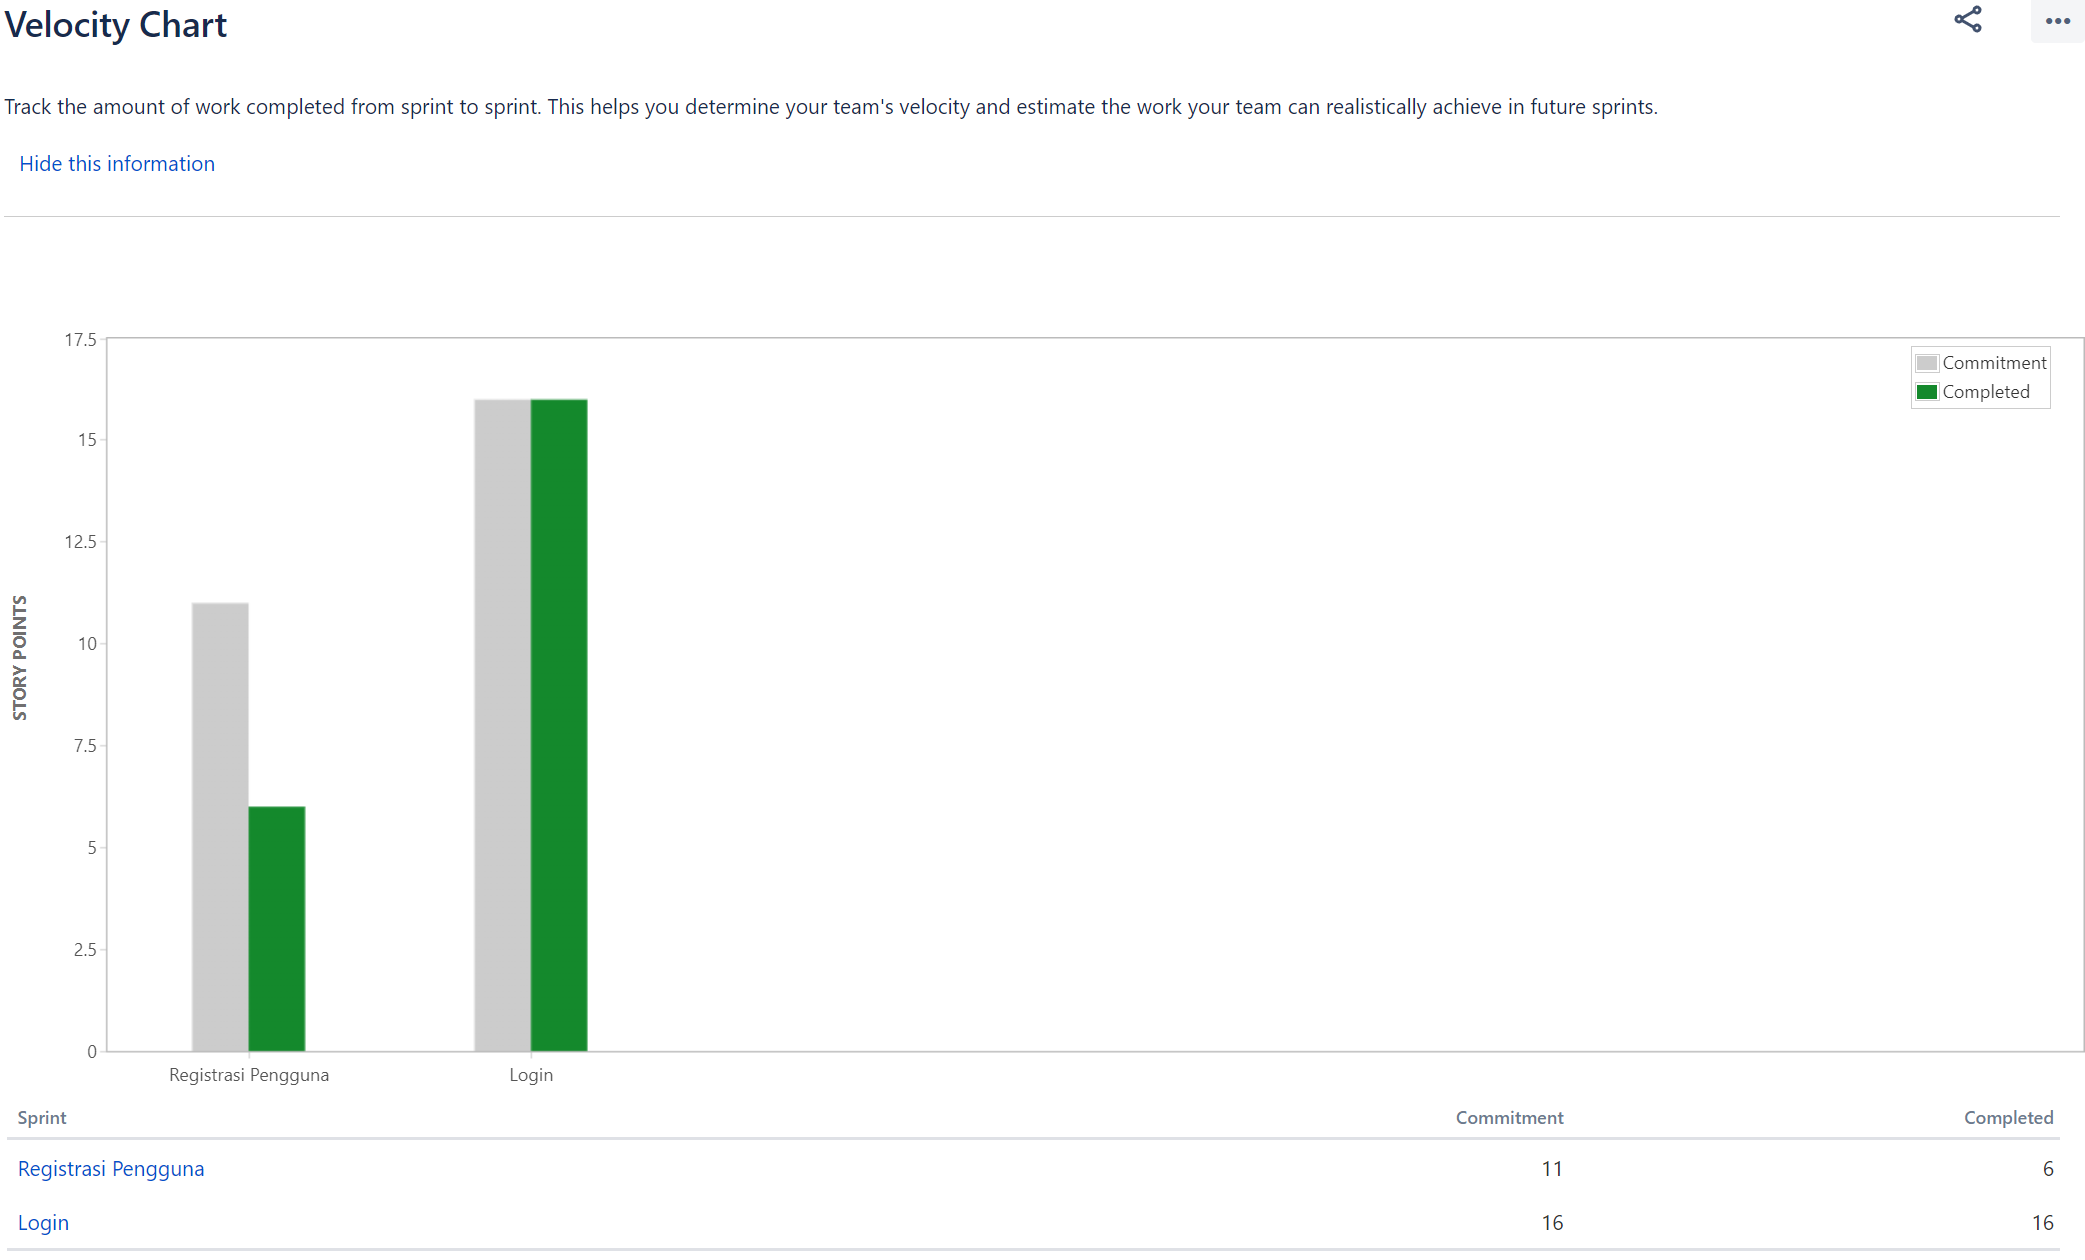 Velocity Chart
Track the amount of work completed from sprint to sprint. This helps you determine your team's velocity and estimate the work your team can realistically achieve in future sprints.
Hide this information
17.5
15
12.5
10
7.5
5
2.5
0
STORY POINTS
Commitment
Completed
Registrasi Pengguna
Login
Sprint Commitment Completed
Registrasi Pengguna 11 6
Login 16 16